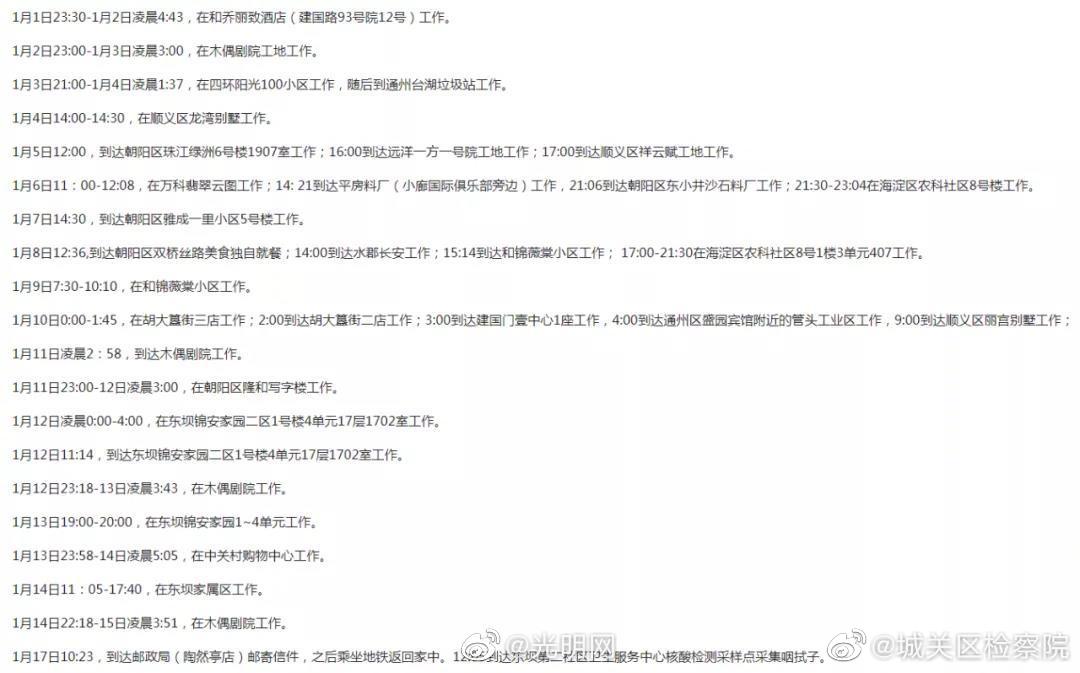 1月1日23:30-1月2日凌晨4:43，在和乔丽致酒店（建国路93号院12号）工作。
1月2日23:00-1月3日凌晨3:00，在木偶剧院工地工作。
1月3日21:00-1月4日凌晨1:37，在四环阳光100小区工作，随后到通州台湖垃圾站工作。
1月4日14:00-14:30，在顺义区龙湾别墅工作。
1月5日12:00，到达朝阳区珠江绿洲6号楼1907室工作；16:00到达远洋一方一号院工地工作；17:00到达顺义区祥云赋工地工作。
1月6日11：00-12:08，在万科翡翠云图工作；14: 21到达平房料厂（小廊国际俱乐部旁边）工作，21:06到达朝阳区东小井沙石料厂工作；21:30-23:04在海淀区农科社区8号楼工作。
1月7日14:30，到达朝阳区雅成一里小区5号楼工作。
1月8日12:36,到达朝阳区双桥丝路美食独自就餐；14:00到达水郡长安工作；15:14到达和锦薇棠小区工作； 17:00-21:30在海淀区农科社区8号1楼3单元407工作。
1月9日7:30-10:10，在和锦薇棠小区工作。
1月10日0:00-1:45，在胡大簋街三店工作；2:00到达胡大簋街二店工作；3:00到达建国门壹中心1座工作，4:00到达通州区盛园宾馆附近的管头工业区工作，9:00到达顺义区丽宫别墅工作；
1月11日凌晨2：58，到达木偶剧院工作。
1月11日23:00-12日凌晨3:00，在朝阳区隆和写字楼工作。
1月12日凌晨0:00-4:00，在东坝锦安家园二区1号楼4单元17层1702室工作。
1月12日11:14，到达东坝锦安家园二区1号楼4单元17层1702室工作。
1月12日23:18-13日凌晨3:43，在木偶剧院工作。
1月13日19:00-20:00，在东坝锦安家园1~4单元工作。
1月13日23:58-14日凌晨5:05，在中关村购物中心工作。
1月14日11：05-17:40，在东坝家属区工作。
1月14日22:18-15日凌晨3:51，在木偶剧院工作。
1月17日10:23，到达邮政局（陶然亭店）邮寄信件，之后乘坐地铁返回家中。到达东坝第二社区卫生服务中心核酸检测采样点采集咽拭子。
@光明网
@城关区检察院